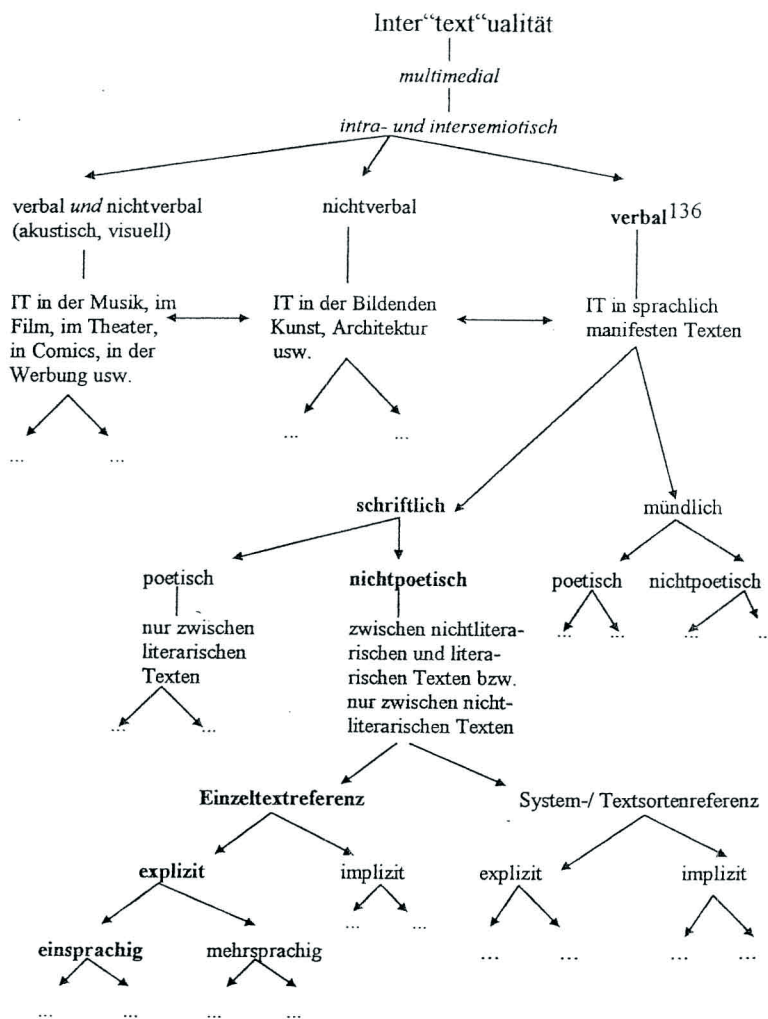 Inter“text“ualität
multimedial
intra- und intersemiotisch
verbal und nichtverbal
(akustisch, visuell)
nichtverbal
verbal136
IT in der Musik, im
Film, im Theater,
in Comics, in der
Werbung usw.
IT in der Bildenden
Kunst, Architektur
usw.
IT in sprachlich
manifesten Texten
... ...
... ...
schriftlich
mündlich
poetisch
nichtpoetisch
poetisch
nichtpoetisch
nur zwischen
literarischen
Texten
zwischen nichtlitera-
rischen und litera-
rischen Texten bzw.
nur zwischen nicht-
literarischen Texten
... ...
... ...
... ...
Einzeltextreferenz
System-/ Textsortenreferenz
explizit
implizit
explizit
implizit
... ...
einsprachig
mehrsprachig
... ...
... ...
... ...
... ...